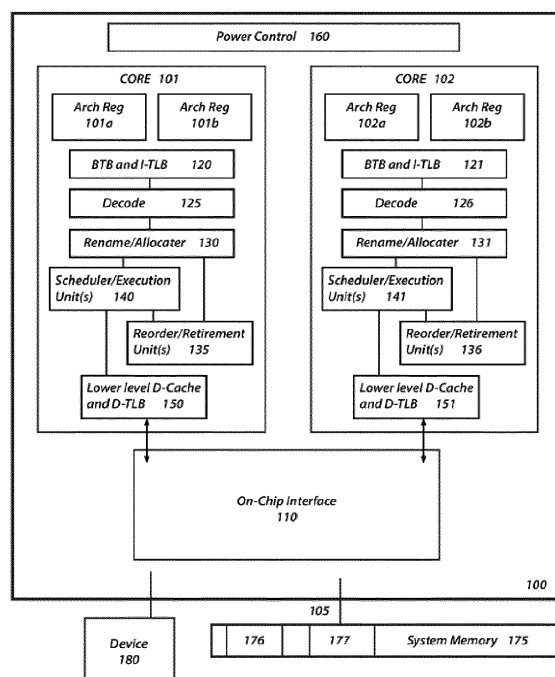 Power Control 160
CORE 101
CORE 102
Arch Reg
101a
Arch Reg
101b
Arch Reg
102a
Arch Reg
102b
BTB and I-TLB 120
BTB and I-TLB 121
Decode 125
Decode 126
Rename/Allocater 130
Rename/Allocater 131
Scheduler/Execution
Unit(s) 140
Scheduler/Execution
Unit(s) 141
Reorder/Retirement
Unit(s) 135
Reorder/Retirement
Unit(s) 136
Lower level D-Cache
and D-TLB 150
Lower level D-Cache
and D-TLB 151
On-Chip Interface
110
100
105
Device
180
176
177
System Memory 175